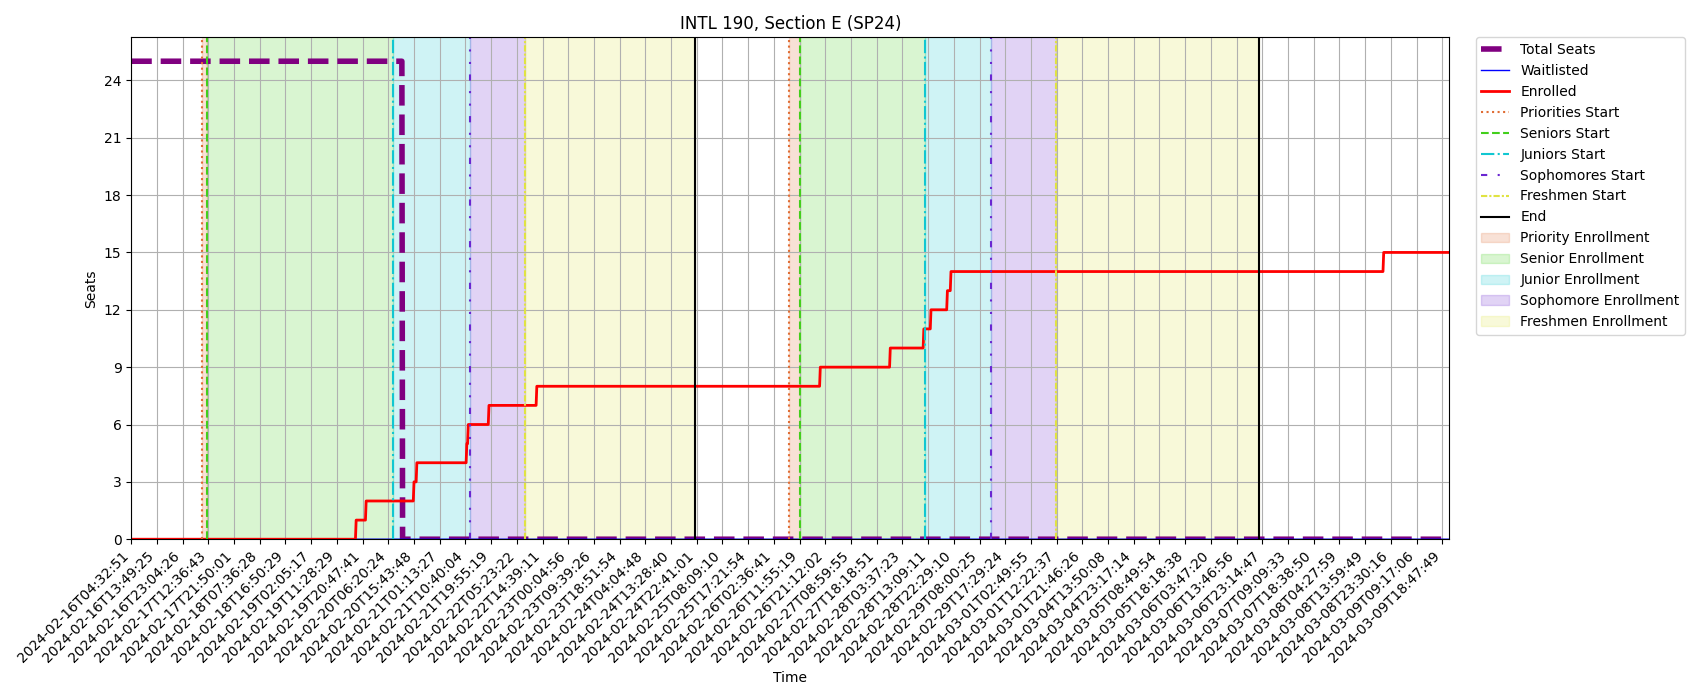 INTL 190, Section E (SP24)
Total Seats
Waitlisted
Enrolled
Priorities Start
Seniors Start
Juniors Start
Sophomores Start
Freshmen Start
End
Priority Enrollment
Senior Enrollment
Junior Enrollment
Sophomore Enrollment
Freshmen Enrollment
Seats
24
21
18
15
12
9
6
3
0
2024-02-16T04:32:51
2024-02-16T13:49:25
2024-02-16T23:04:26
2024-02-17T12:36:43
2024-02-17T21:50:01
2024-02-18T07:36:28
2024-02-18T16:50:29
2024-02-19T02:05:17
2024-02-19T11:28:29
2024-02-19T20:47:41
2024-02-20T06:20:24
2024-02-20T15:43:48
2024-02-21T01:13:27
2024-02-21T10:40:04
2024-02-21T19:55:19
2024-02-22T05:23:22
2024-02-22T14:39:11
2024-02-23T00:04:56
2024-02-23T09:39:26
2024-02-23T18:51:54
2024-02-24T04:04:48
2024-02-24T13:28:40
2024-02-24T22:41:01
2024-02-25T08:09:10
2024-02-25T17:21:54
2024-02-26T02:36:41
2024-02-26T11:55:19
2024-02-26T21:12:02
2024-02-27T08:59:55
2024-02-27T18:18:51
2024-02-28T03:37:23
2024-02-28T13:09:11
2024-02-28T22:29:10
2024-02-29T08:00:25
2024-02-29T17:29:24
2024-03-01T02:49:55
2024-03-01T12:22:37
2024-03-01T21:46:26
2024-03-04T13:50:08
2024-03-04T23:17:14
2024-03-05T08:49:54
2024-03-05T18:18:38
2024-03-06T03:47:20
2024-03-06T13:46:56
2024-03-06T23:14:47
2024-03-07T09:09:33
2024-03-07T18:38:50
2024-03-08T04:27:59
2024-03-08T13:59:49
2024-03-08T23:30:16
2024-03-09T09:17:06
2024-03-09T18:47:49
Time